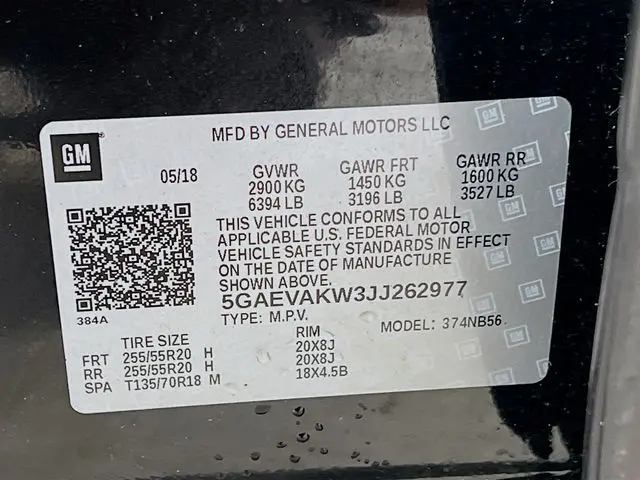 GM
MFD BY GENERAL MOTORS LLC
05/18 GVWR GAWR FRT GAWR RR
2900 KG 1450 KG 1600 KG
6394 LB 3196 LB 3527 LB
THIS VEHICLE CONFORMS TO ALL
APPLICABLE U.S. FEDERAL MOTOR
VEHICLE SAFETY STANDARDS IN EFFECT
ON THE DATE OF MANUFACTURE
SHOWN ABOVE.
5GAEVAKW3JJ262977
384A
TYPE: M.P.V. MODEL: 374NB56
TIRE SIZE RIM
FRT 255/55R20 H 20X8J
RR 255/55R20 H 20X8J
SPA T135/70R18 M 18X4.5B